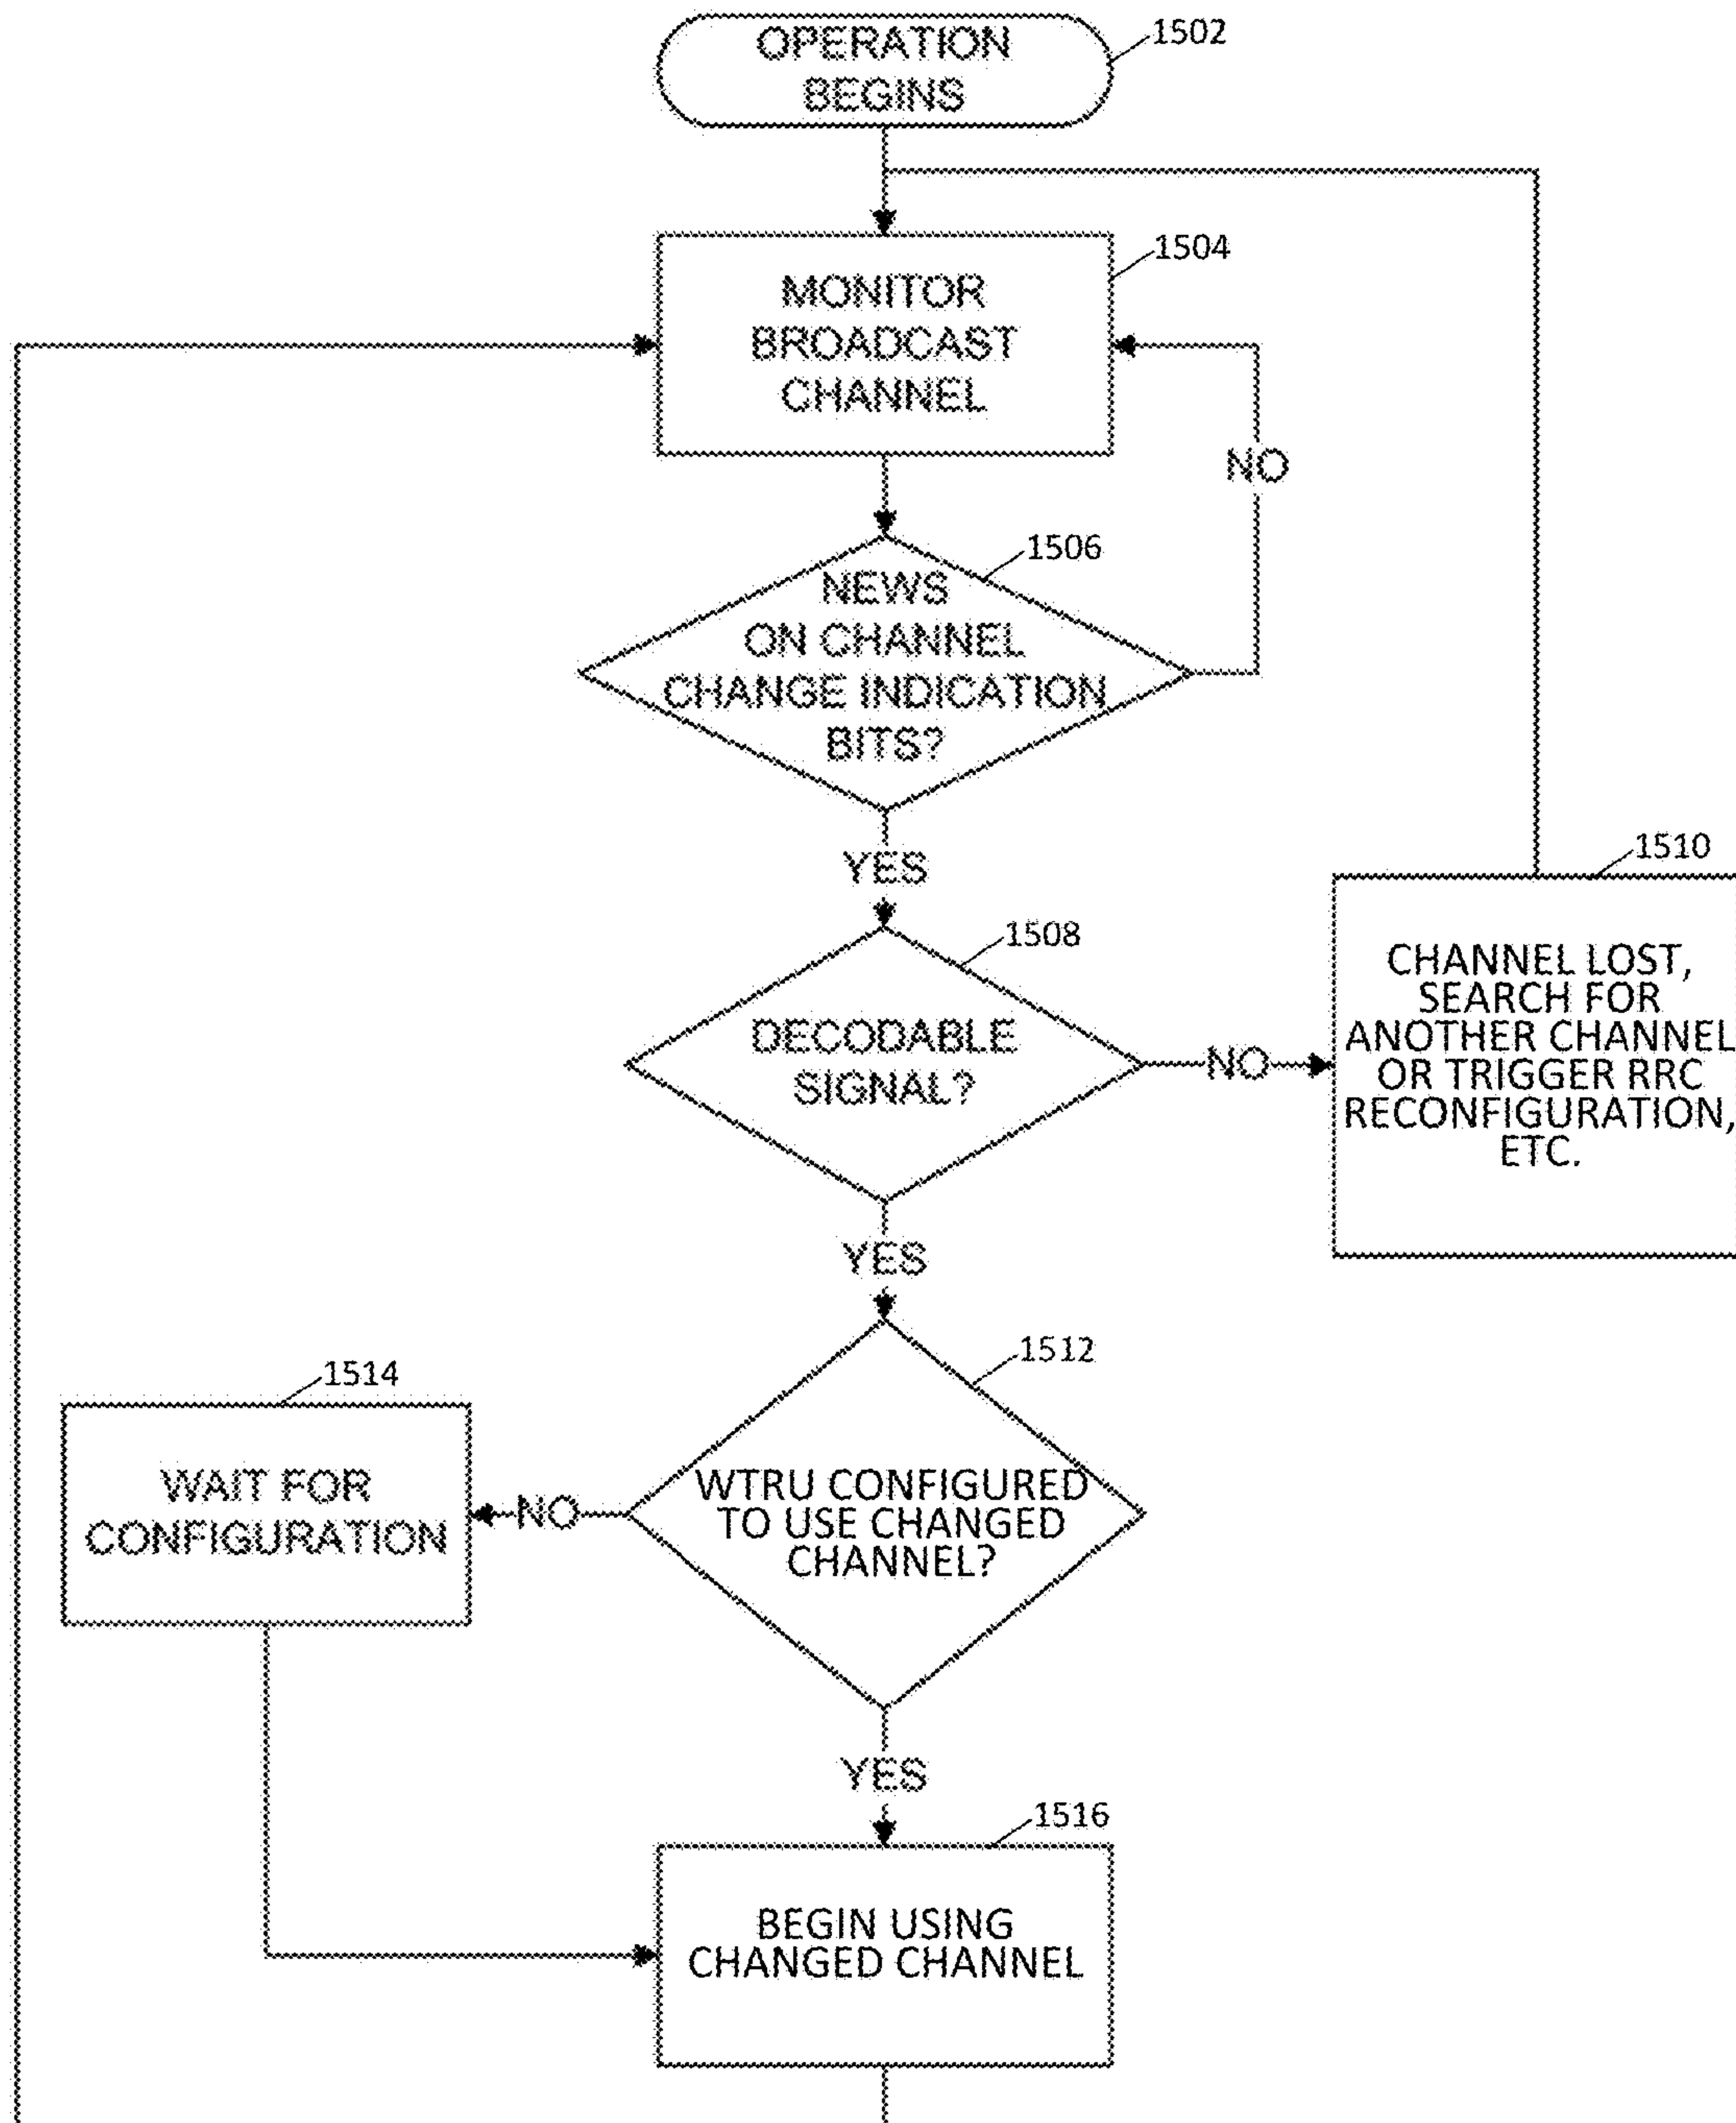 OPERATION
BEGINS
1502
1504
MONITOR
BROADCAST
CHANNEL
NO
1506
NEWS
ON CHANNEL
CHANGE INDICATION
BITS?
YES
1508
DECODABLE
SIGNAL?
NO
1510
CHANNEL LOST,
SEARCH FOR
ANOTHER CHANNEL
OR TRIGGER RRC
RECONFIGURATION,
ETC.
YES
1512
WTRU CONFIGURED
TO USE CHANGED
CHANNEL?
NO
1514
WAIT FOR
CONFIGURATION
YES
1516
BEGIN USING
CHANGED CHANNEL